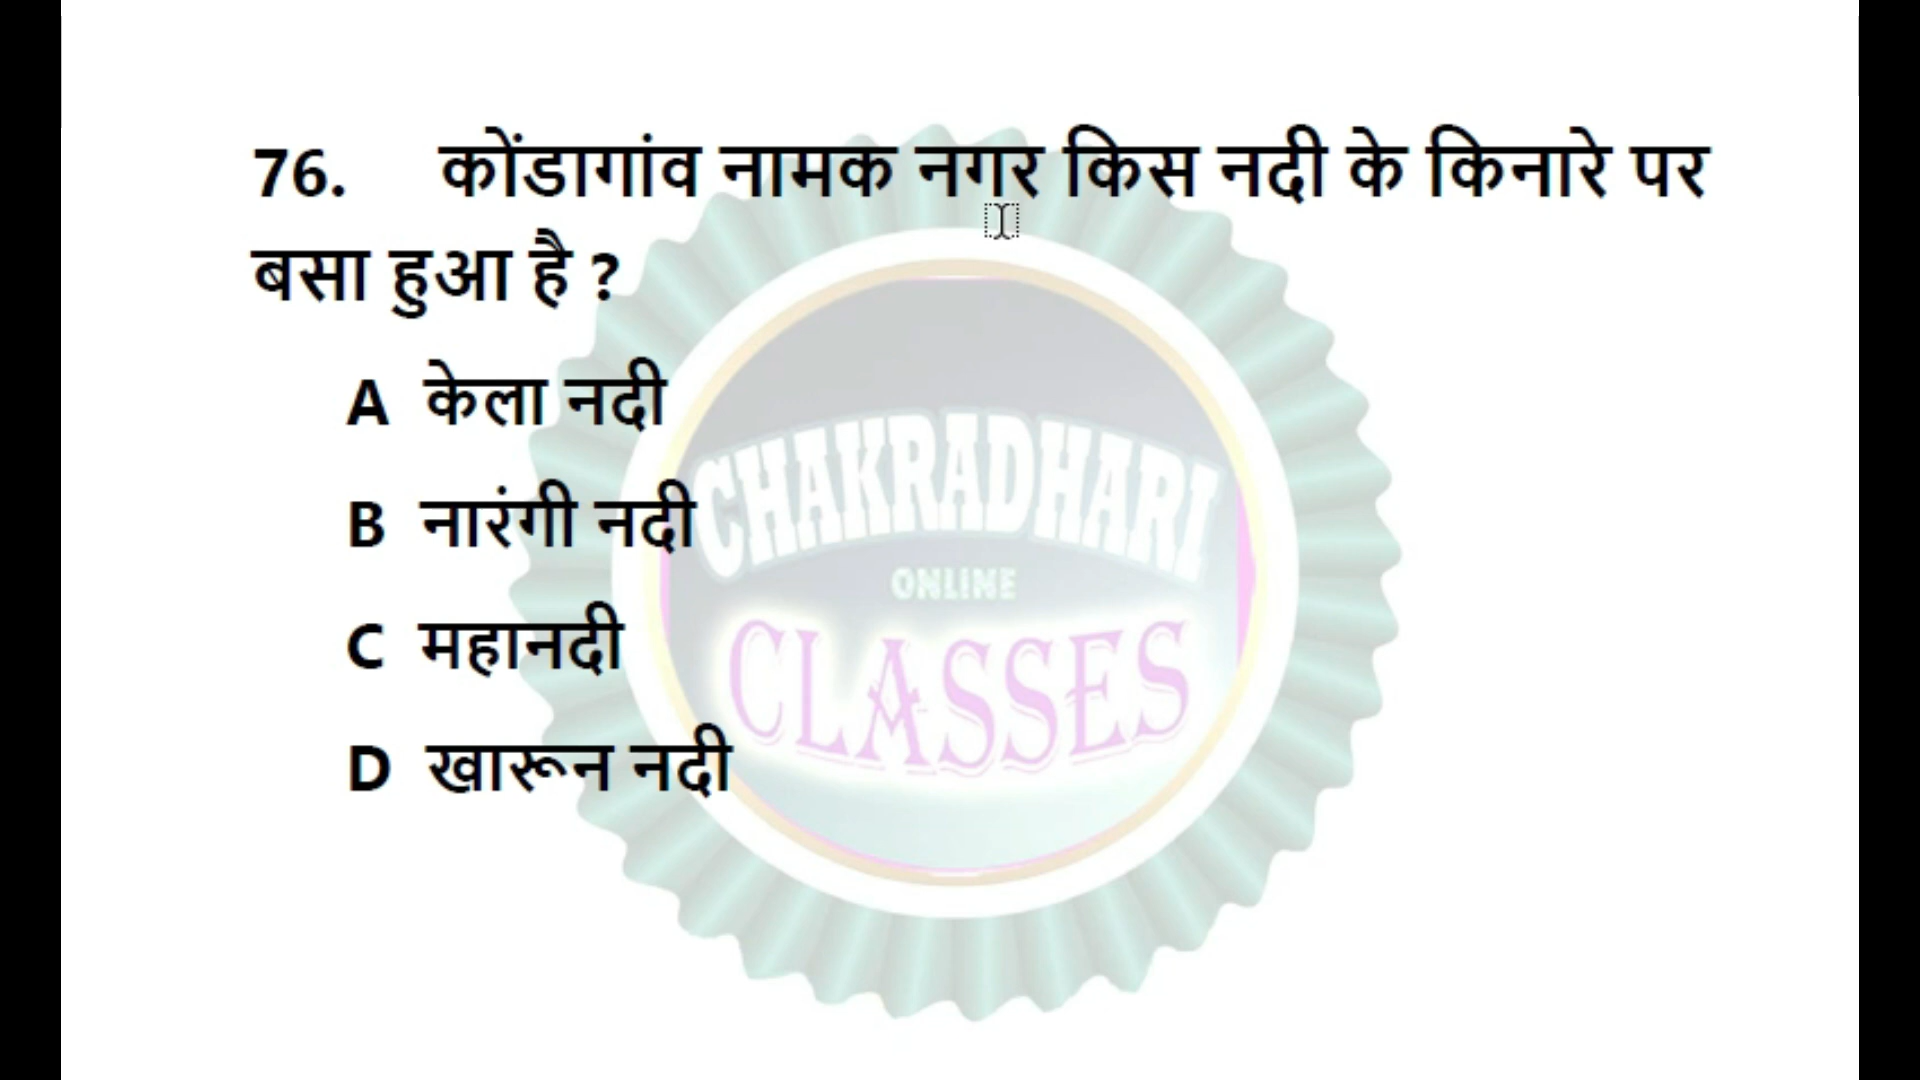 76. कोंडागांव नामक नगर किस नदी के किनारे पर
बसा हुआ है ?
A केला नदी
B नारंगी नदी
C महानदी
D खारून नदी
CHAKRADHARI
ONLINE
CLASSES